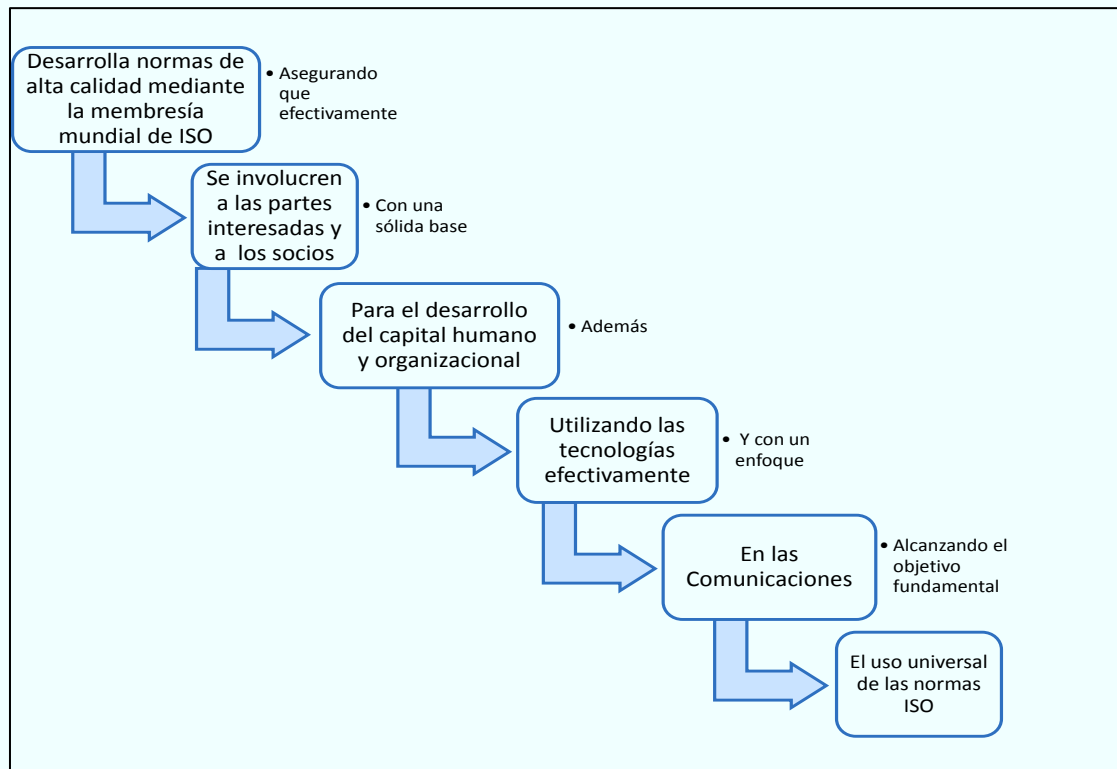 Desarrolla normas de
alta calidad mediante
la membresía
mundial de ISO
• Asegurando
que
efectivamente
Se involucren
a las partes
interesadas y
a los socios
• Con una
sólida base
Para el desarrollo
del capital humano
y organizacional
• Además
Utilizando las
tecnologías
efectivamente
• Y con un
enfoque
En las
Comunicaciones
• Alcanzando el
objetivo
fundamental
El uso universal
de las normas
ISO